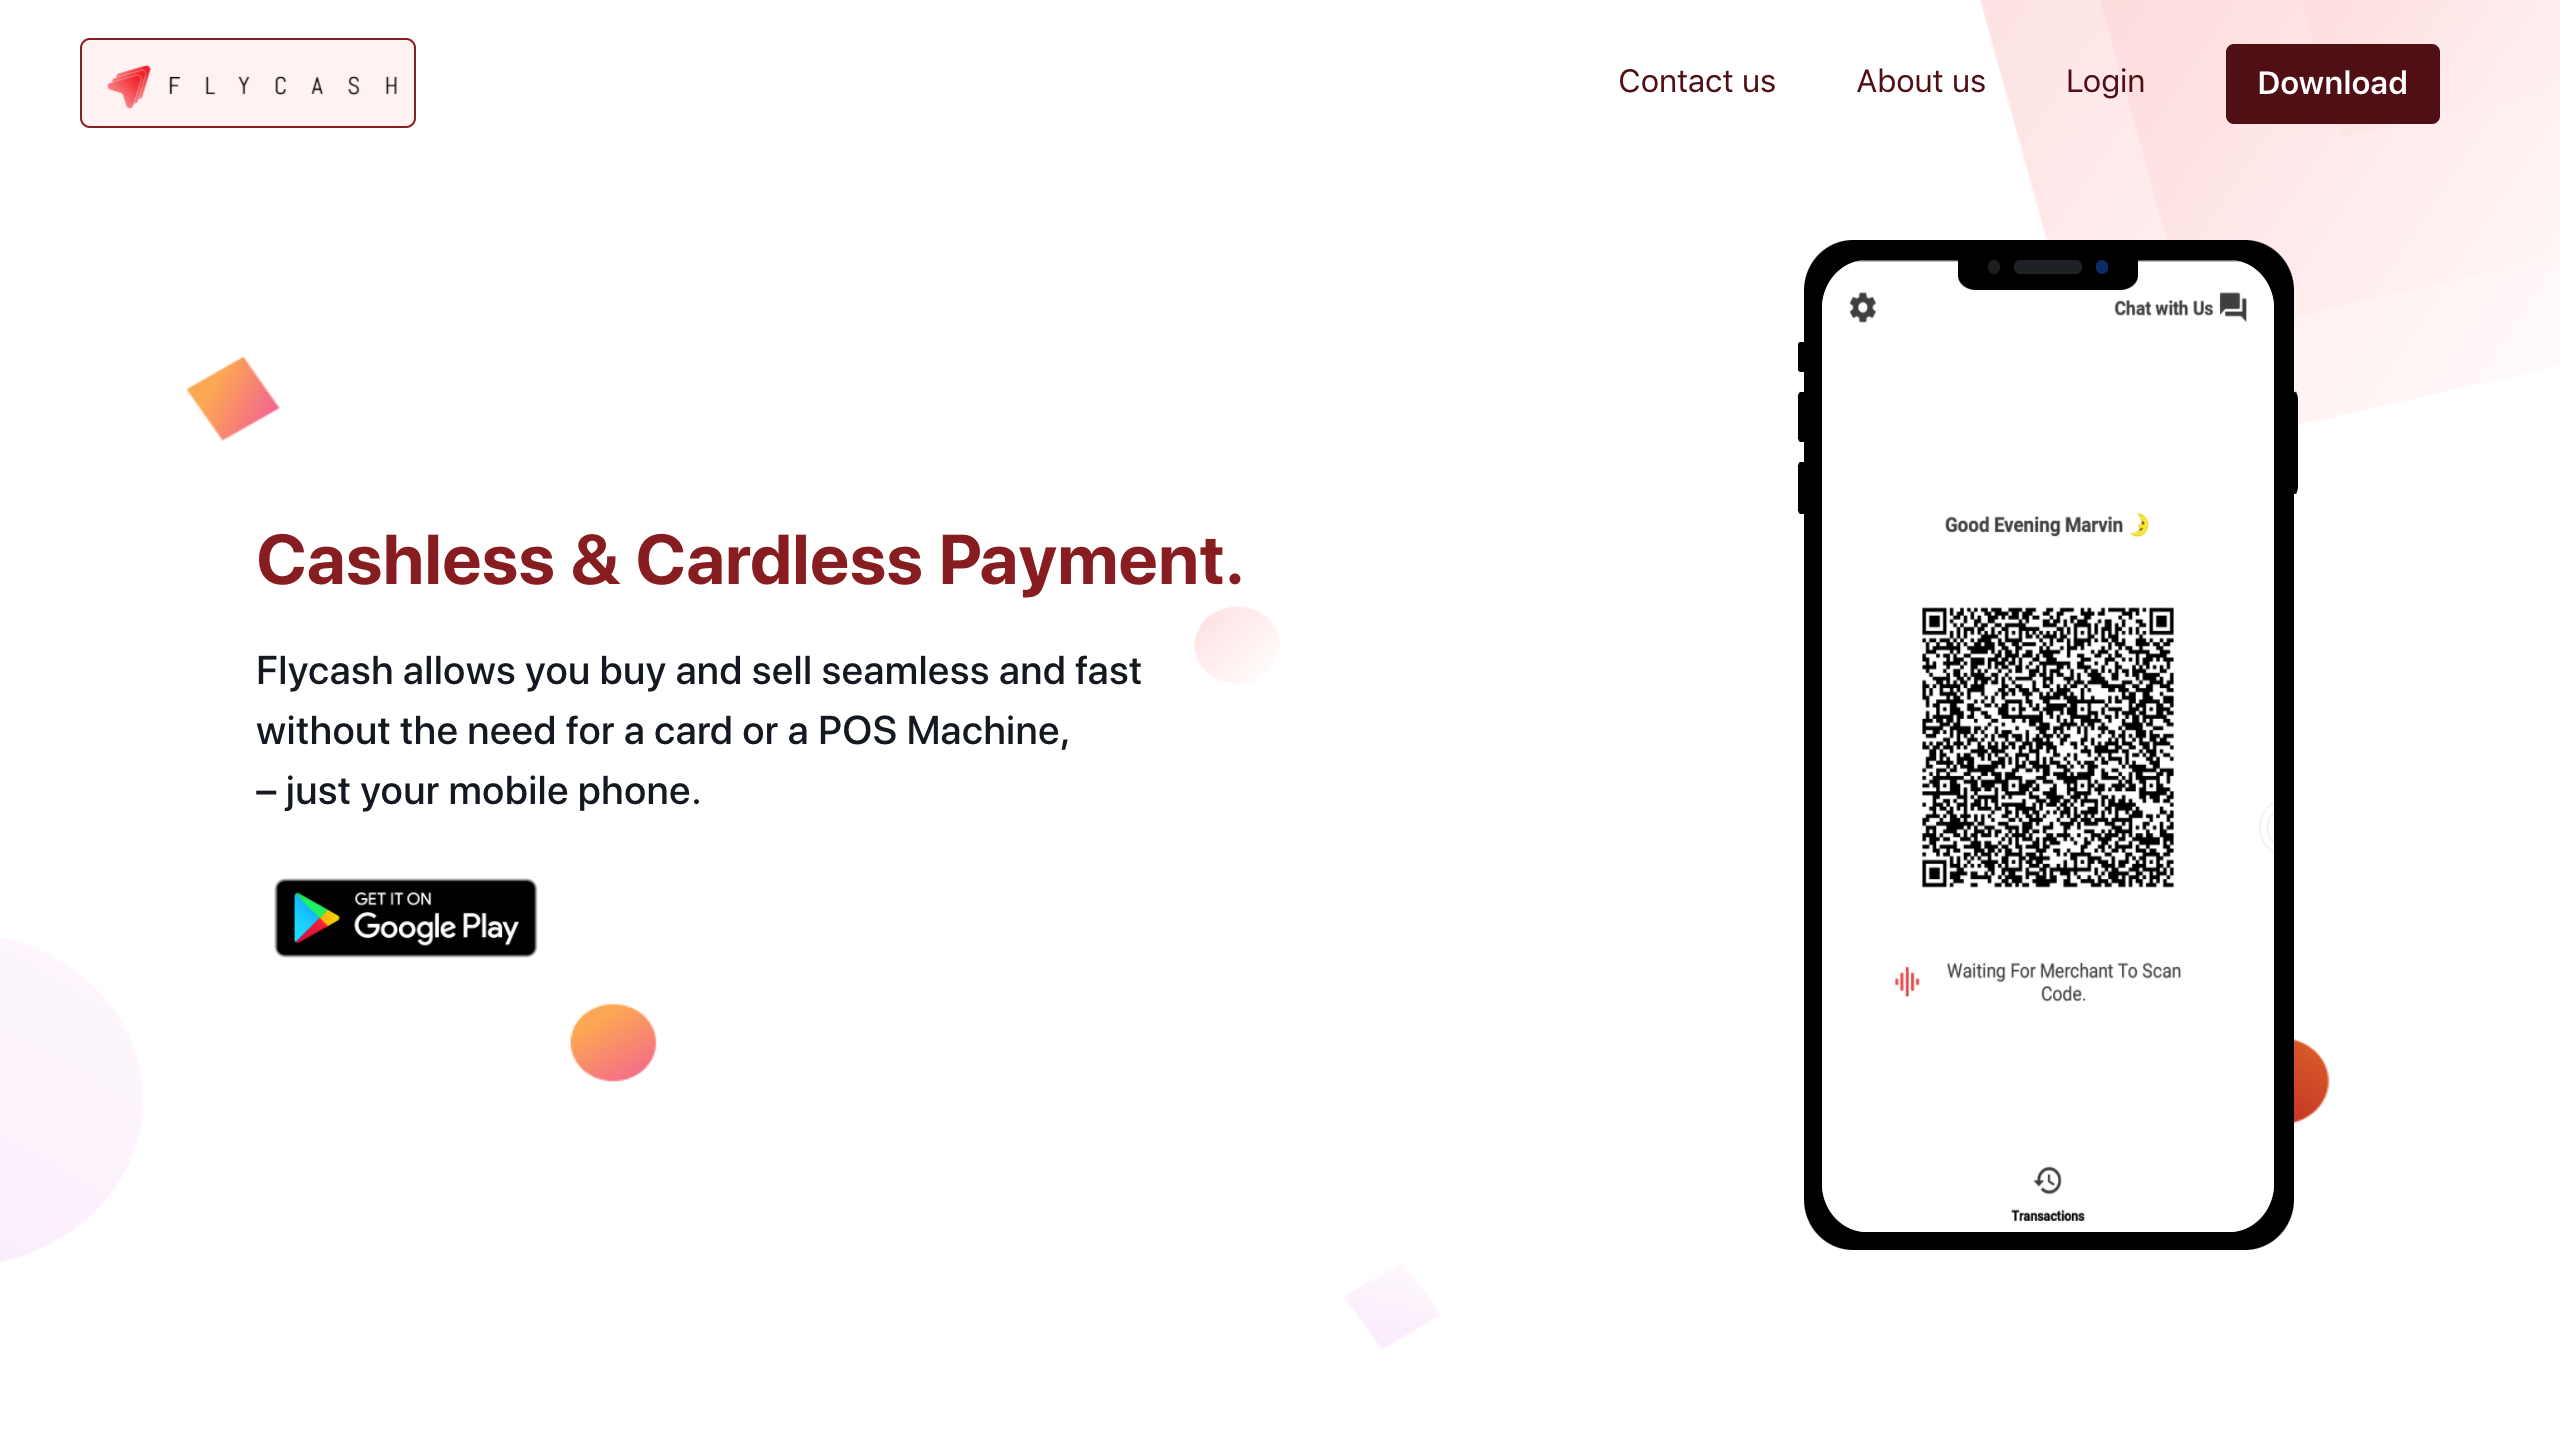 FLYCASH
Contact us
About us
Login
Download
Cashless & Cardless Payment.
Flycash allows you buy and sell seamless and fast
without the need for a card or a POS Machine,
– just your mobile phone.
GET IT ON
Google Play
Chat with Us
Good Evening Marvin 🌛
Waiting For Merchant To Scan
Code.
Transactions